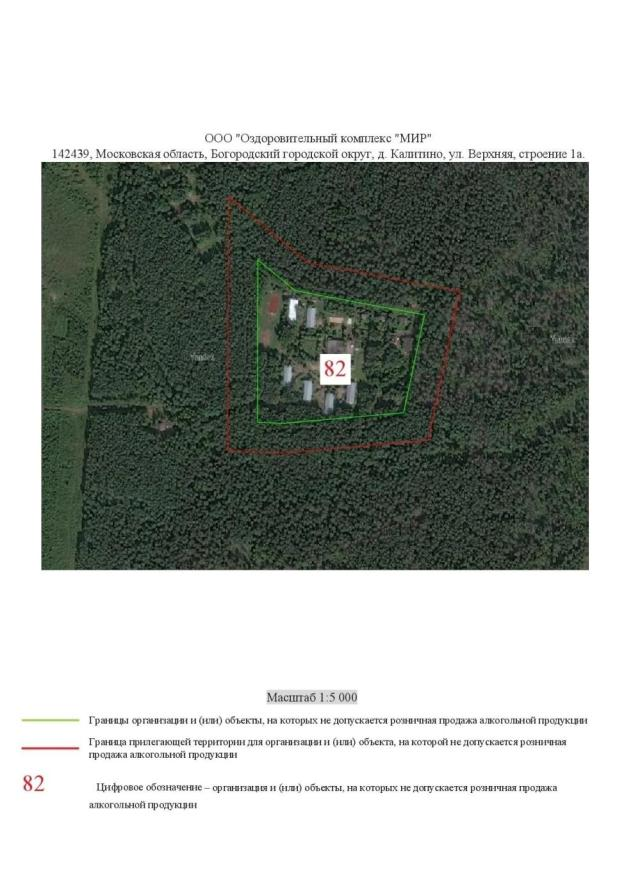 ООО "Оздоровительный комплекс "МИР"
142439, Московская область, Богородский городской округ, д. Калитино, ул. Верхняя, строение 1а.
Yandex
Yandex
82
Масштаб 1:5 000
Границы организации и (или) объекты, на которых не допускается розничная продажа алкогольной продукции
Граница прилегающей территории для организации и (или) объекта, на которой не допускается розничная
продажа алкогольной продукции
82
Цифровое обозначение – организация и (или) объекты, на которых не допускается розничная продажа
алкогольной продукции